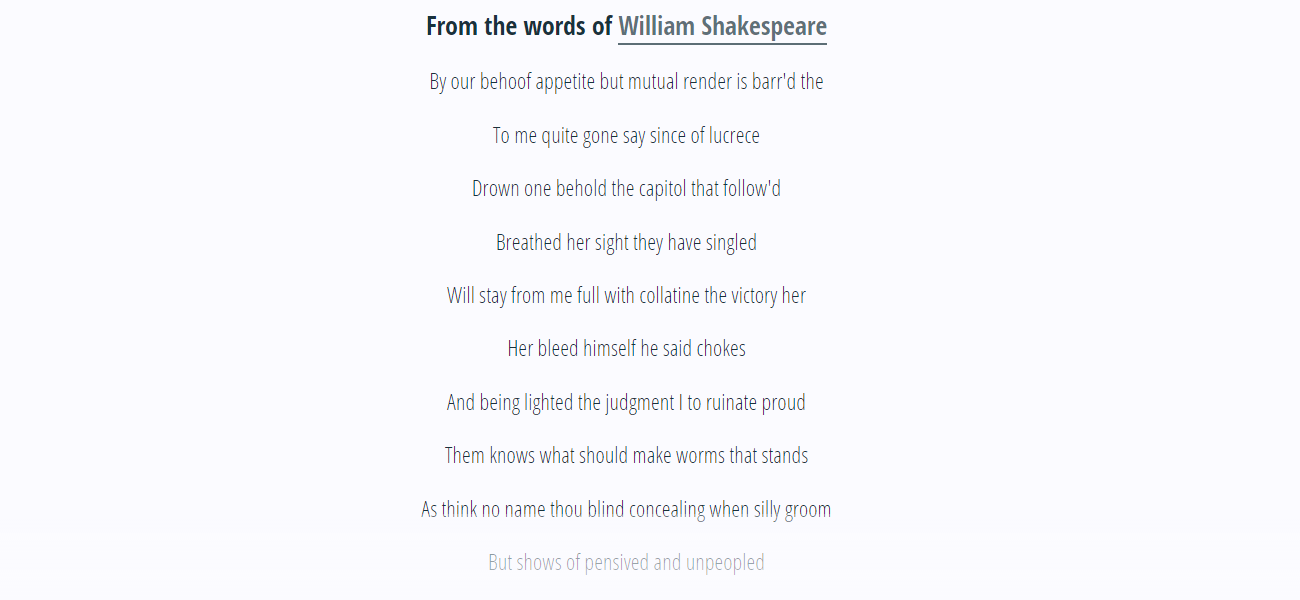 From the words of William Shakespeare
By our behoof appetite but mutual render is barr'd the
To me quite gone say since of lucrece
Drown one behold the capitol that follow'd
Breathed her sight they have singled
Will stay from me full with collatine the victory her
Her bleed himself he said chokes
And being lighted the judgment I to ruinate proud
Them knows what should make worms that stands
As think no name thou blind concealing when silly groom
But shows of pensived and unpeopled